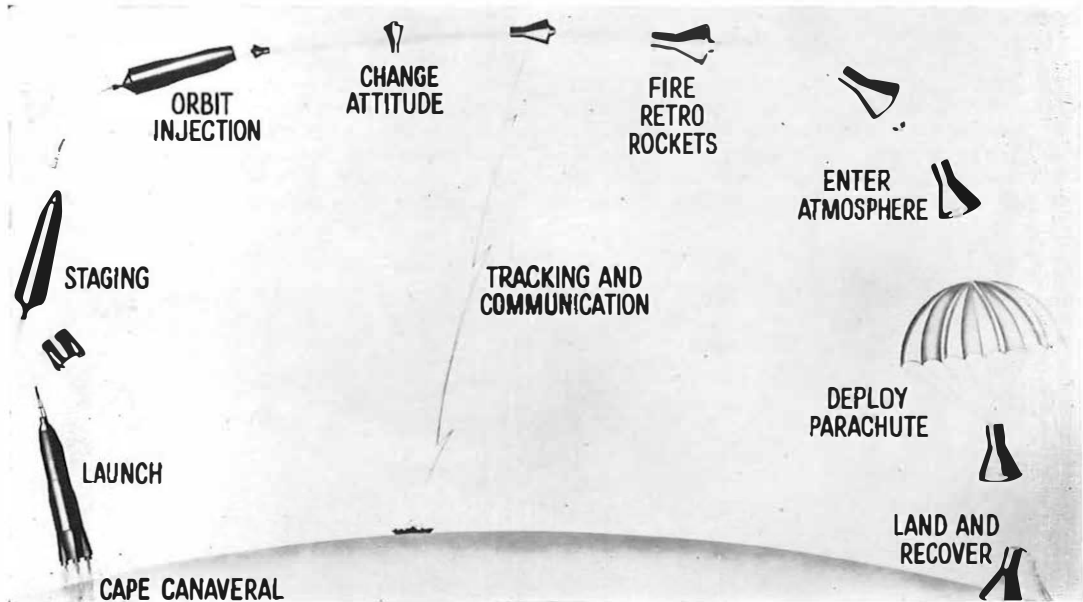 ORBIT
INJECTION
CHANGE
ATTITUDE
FIRE
RETRO
ROCKETS
ENTER
ATMOSPHERE
STAGING
TRACKING AND
COMMUNICATION
DEPLOY
PARACHUTE
LAUNCH
LAND AND
RECOVER
CAPE CANAVERAL